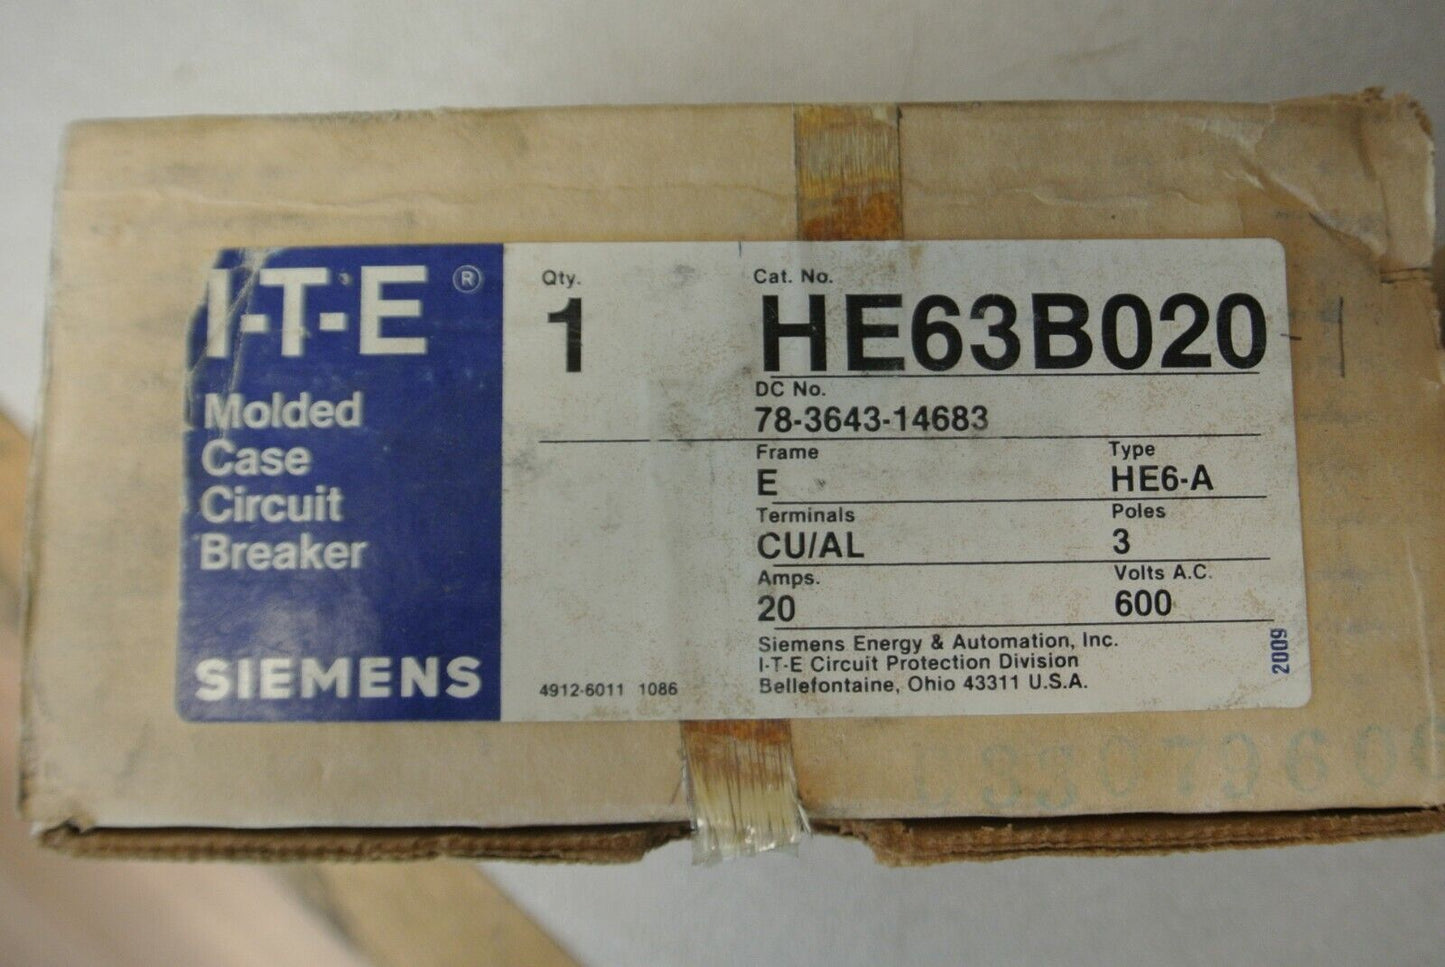 I-T-E ®
Molded
Case
Circuit
Breaker
SIEMENS
Qty.
1
4912-6011 1086
Cat. No.
HE63B020
DC No.
78-3643-14683
Frame
E
Type
HE6-A
Terminals
CU/AL
Poles
3
Amps.
20
Volts A.C.
600
Siemens Energy & Automation, Inc.
I-T-E Circuit Protection Division
Bellefontaine, Ohio 43311 U.S.A.
2009